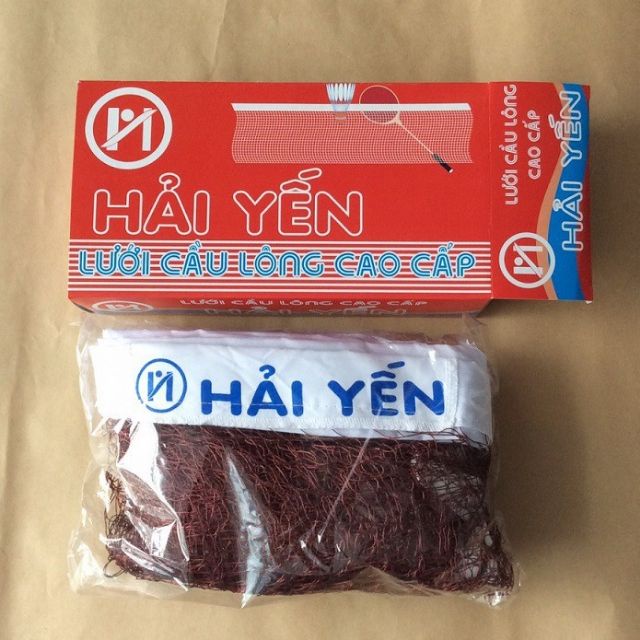 HẢI YẾN
LƯỚI CẦU LÔNG CAO CẤP
LƯỚI CẦU LÔNG
CAO CẤP
HẢI YẾN
LƯỚI CẦU LÔNG CAO CẤP
HẢI YẾN
HẢI YẾN